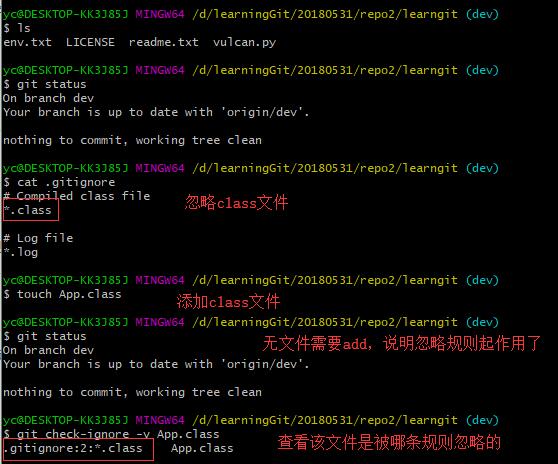 yc@DESKTOP-KK3J85J MINGW64 /d/learningGit/20180531/repo2/learngit (dev)
$ ls
env.txt  LICENSE  readme.txt  vulcan.py
yc@DESKTOP-KK3J85J MINGW64 /d/learningGit/20180531/repo2/learngit (dev)
$ git status
On branch dev
Your branch is up to date with 'origin/dev'.
nothing to commit, working tree clean
yc@DESKTOP-KK3J85J MINGW64 /d/learningGit/20180531/repo2/learngit (dev)
$ cat .gitignore
# Compiled class file
*.class 忽略class文件
# Log file
*.log
yc@DESKTOP-KK3J85J MINGW64 /d/learningGit/20180531/repo2/learngit (dev)
$ touch App.class 添加class文件
yc@DESKTOP-KK3J85J MINGW64 /d/learningGit/20180531/repo2/learngit (dev)
$ git status 无文件需要add，说明忽略规则起作用了
On branch dev
Your branch is up to date with 'origin/dev'.
nothing to commit, working tree clean
yc@DESKTOP-KK3J85J MINGW64 /d/learningGit/20180531/repo2/learngit (dev)
$ git check-ignore -v App.class 查看该文件是被哪条规则忽略的
.gitignore:2:*.class    App.class